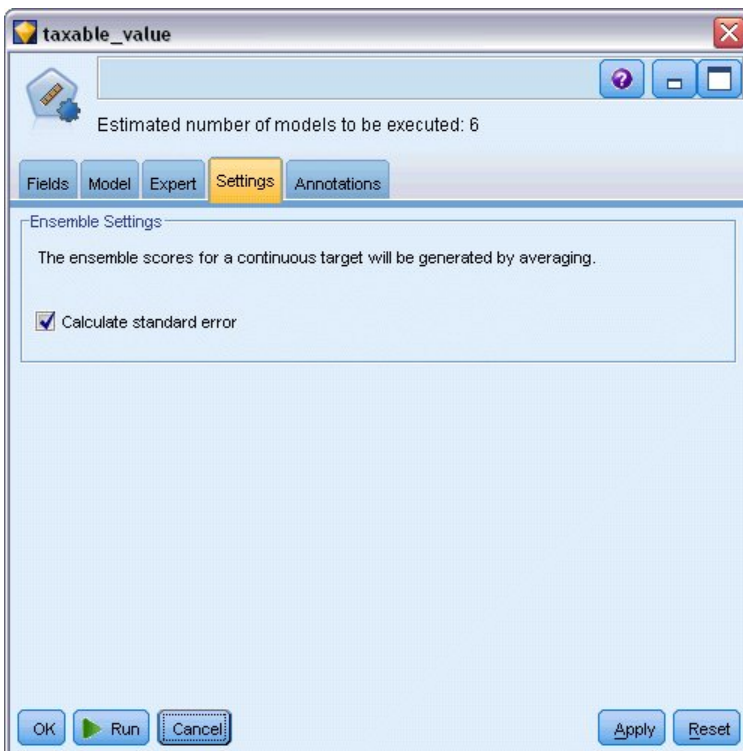 taxable_value
Estimated number of models to be executed: 6
Fields Model Expert Settings Annotations
Ensemble Settings
The ensemble scores for a continuous target will be generated by averaging.
Calculate standard error
OK Run Cancel Apply Reset